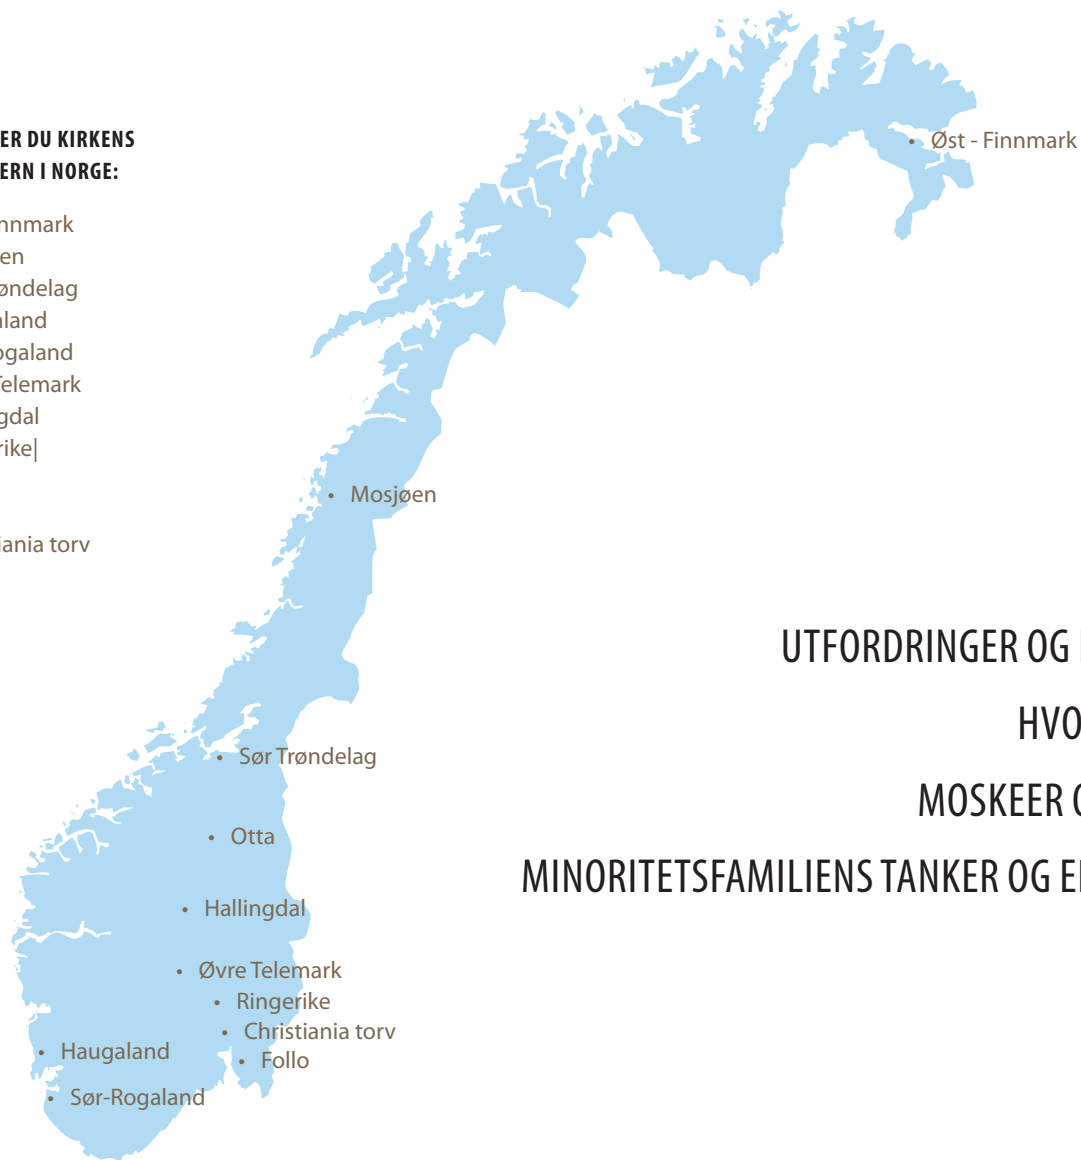 ER DU KIRKENS
ERN I NORGE:
nnmark
en
øndelag
land
ogaland
Telemark
gdal
rike|
iania torv
• Øst - Finnmark
• Mosjøen
• Sør Trøndelag
• Otta
• Hallingdal
• Øvre Telemark
• Ringerike
• Christiania torv
• Follo
• Haugaland
• Sør-Rogaland
UTFORDRINGER OG
HVO
MOSKEER
MINORITETSFAMILIENS TANKER OG